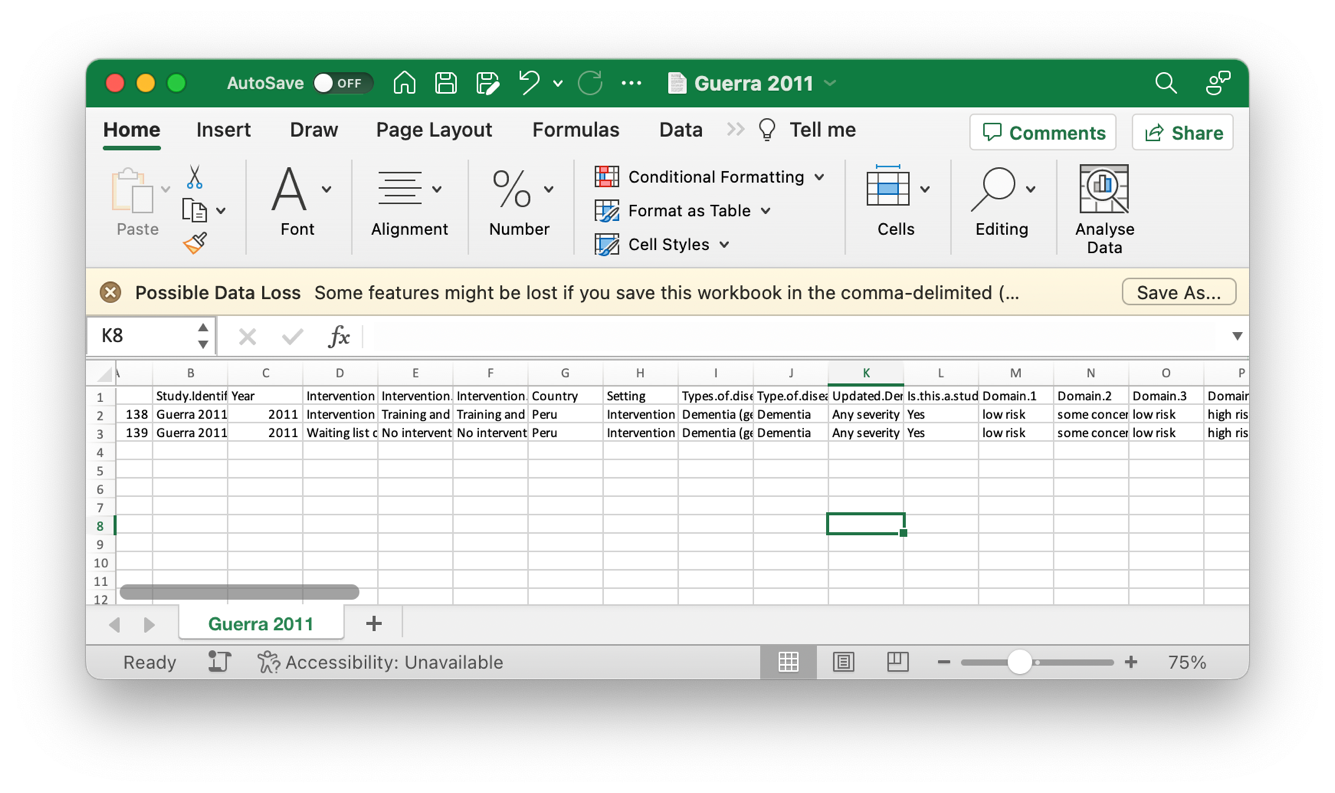 AutoSave OFF Guerra 2011
Home Insert Draw Page Layout Formulas Data Tell me Comments Share
Paste Font Alignment Number Conditional Formatting Format as Table Cell Styles Cells Editing Analyse Data
Possible Data Loss Some features might be lost if you save this workbook in the comma-delimited (... Save As...
K8 fx
A B C D E F G H I J K L M N O P
1 Study.Identif Year Intervention Intervention. Intervention. Country Setting Types.of.dise Type.of.disea Updated.Der Is.this.a.stud Domain.1 Domain.2 Domain.3 Domain
2 138 Guerra 2011 2011 Intervention Training and Training and Peru Intervention Dementia (ge Dementia Any severity Yes low risk some concer low risk high ris
3 139 Guerra 2011 2011 Waiting list c No intervent No intervent Peru Intervention Dementia (ge Dementia Any severity Yes low risk some concer low risk high ris
4
5
6
7
8
9
10
11
12
Guerra 2011 +
Ready Accessibility: Unavailable 75%